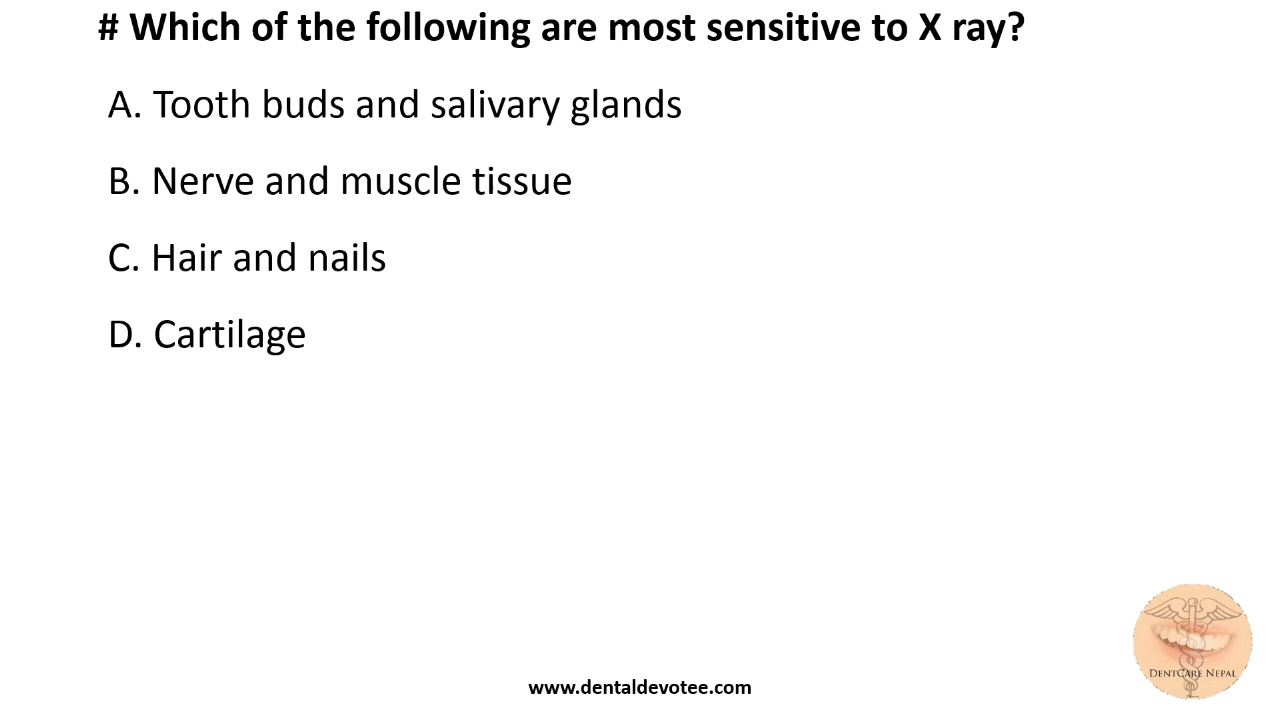 # Which of the following are most sensitive to X ray?
A. Tooth buds and salivary glands
B. Nerve and muscle tissue
C. Hair and nails
D. Cartilage
DENTCARE NEPAL
www.dentaldevotee.com